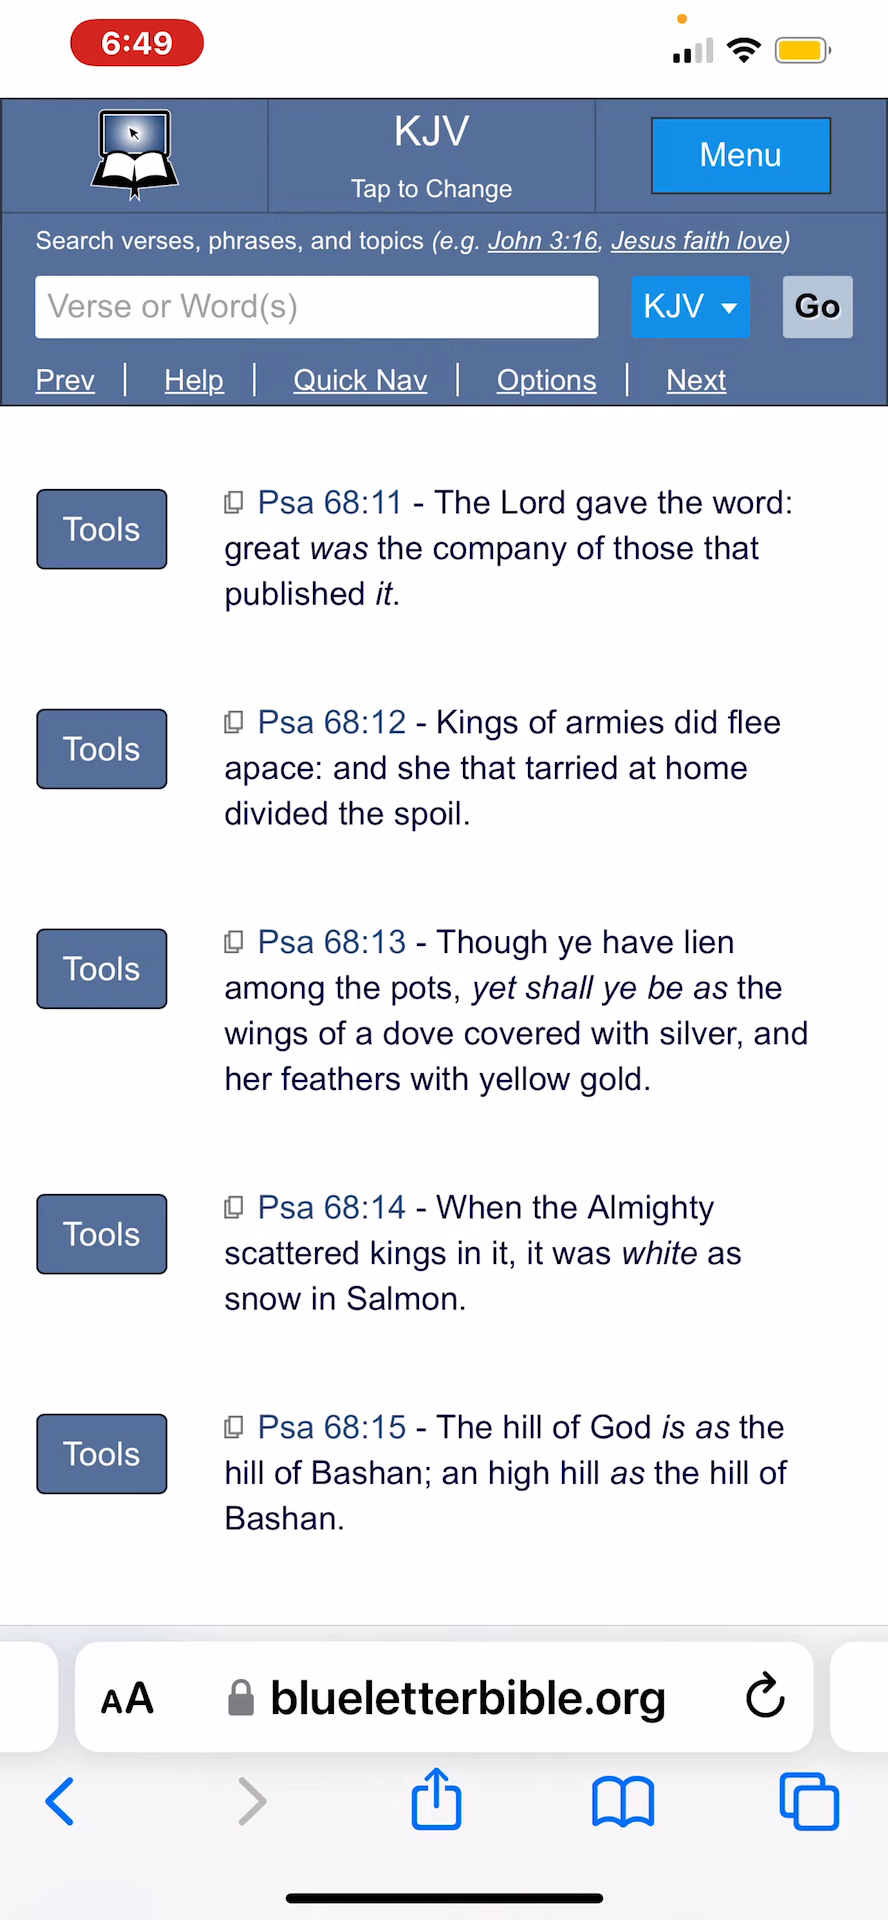 6:49
KJV
Tap to Change
Menu
Search verses, phrases, and topics (e.g. John 3:16, Jesus faith love)
Verse or Word(s)
KJV
Go
Prev | Help | Quick Nav | Options | Next
Tools
Psa 68:11 - The Lord gave the word:
great was the company of those that
published it.
Tools
Psa 68:12 - Kings of armies did flee
apace: and she that tarried at home
divided the spoil.
Tools
Psa 68:13 - Though ye have lien
among the pots, yet shall ye be as the
wings of a dove covered with silver, and
her feathers with yellow gold.
Tools
Psa 68:14 - When the Almighty
scattered kings in it, it was white as
snow in Salmon.
Tools
Psa 68:15 - The hill of God is as the
hill of Bashan; an high hill as the hill of
Bashan.
AA blueletterbible.org